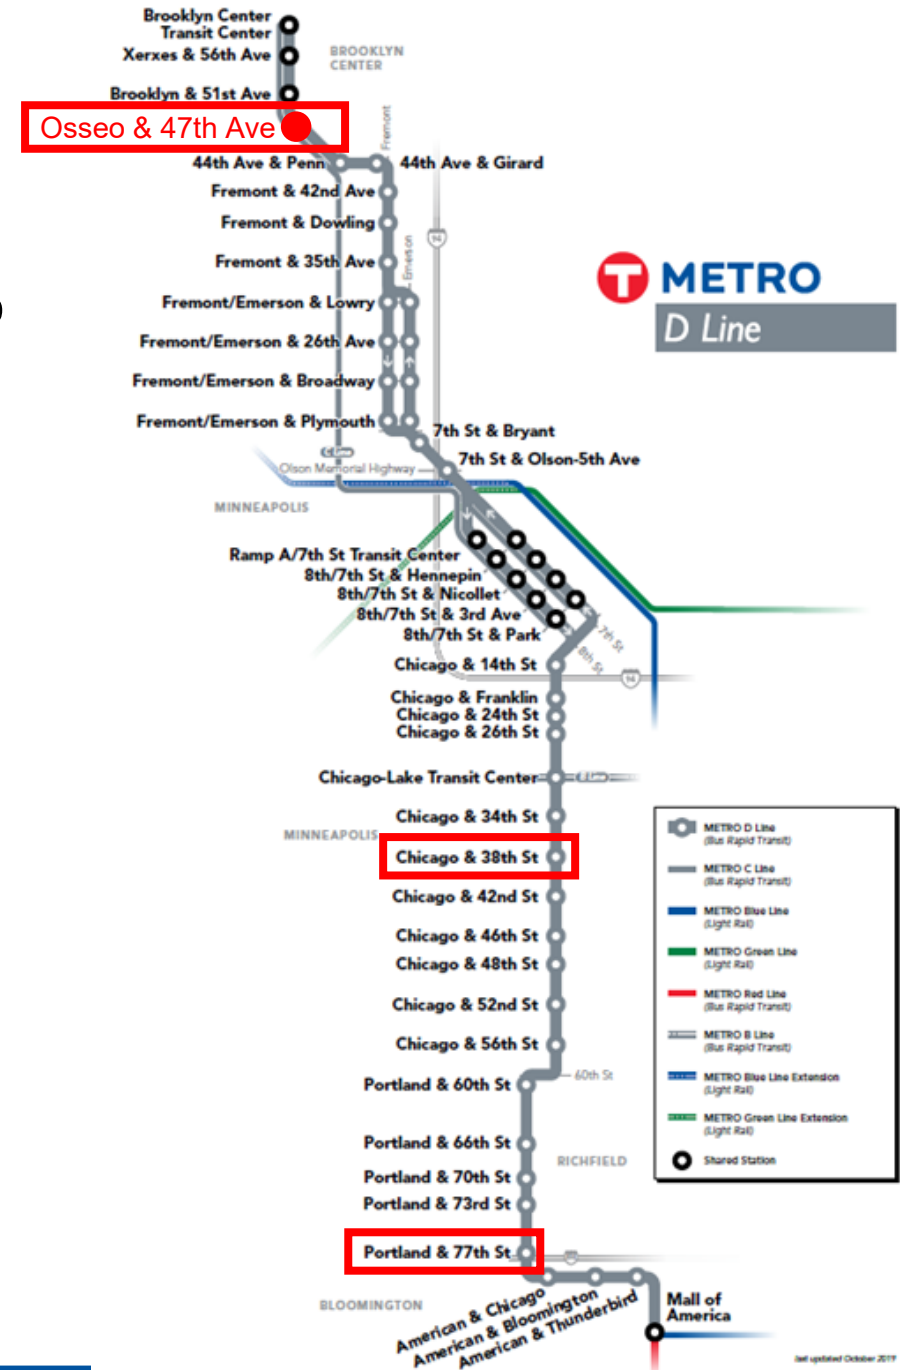 Brooklyn Center
Transit Center
Xerxes & 56th Ave
BROOKLYN
CENTER
Brooklyn & 51st Ave
Osseo & 47th Ave
Fremont
44th Ave & Penn
44th Ave & Girard
Fremont & 42nd Ave
Fremont & Dowling
94
Fremont & 35th Ave
Emerson
T METRO
D Line
Fremont/Emerson & Lowry
)
Fremont/Emerson & 26th Ave
Fremont/Emerson & Broadway
Fremont/Emerson & Plymouth
7th St & Bryant
C Line
7th St & Olson-5th Ave
Olson Memorial Highway
MINNEAPOLIS
Ramp A/7th St Transit Center
8th/7th St & Hennepin
8th/7th St & Nicollet
8th/7th St & 3rd Ave
8th/7th St & Park
7th St
8th St
Chicago & 14th St
94
Chicago & Franklin
Chicago & 24th St
Chicago & 26th St
Chicago-Lake Transit Center
B Line
Chicago & 34th St
MINNEAPOLIS
Chicago & 38th St
Chicago & 42nd St
Chicago & 46th St
Chicago & 48th St
Chicago & 52nd St
Chicago & 56th St
60th St
Portland & 60th St
Portland & 66th St
RICHFIELD
Portland & 70th St
Portland & 73rd St
Portland & 77th St
BLOOMINGTON
American & Chicago
American & Bloomington
American & Thunderbird
Mall of
America
METRO D Line
(Bus Rapid Transit)
METRO C Line
(Bus Rapid Transit)
METRO Blue Line
(Light Rail)
METRO Green Line
(Light Rail)
METRO Red Line
(Bus Rapid Transit)
METRO B Line
(Bus Rapid Transit)
METRO Blue Line Extension
(Light Rail)
METRO Green Line Extension
(Light Rail)
Shared Station
last updated October 2019